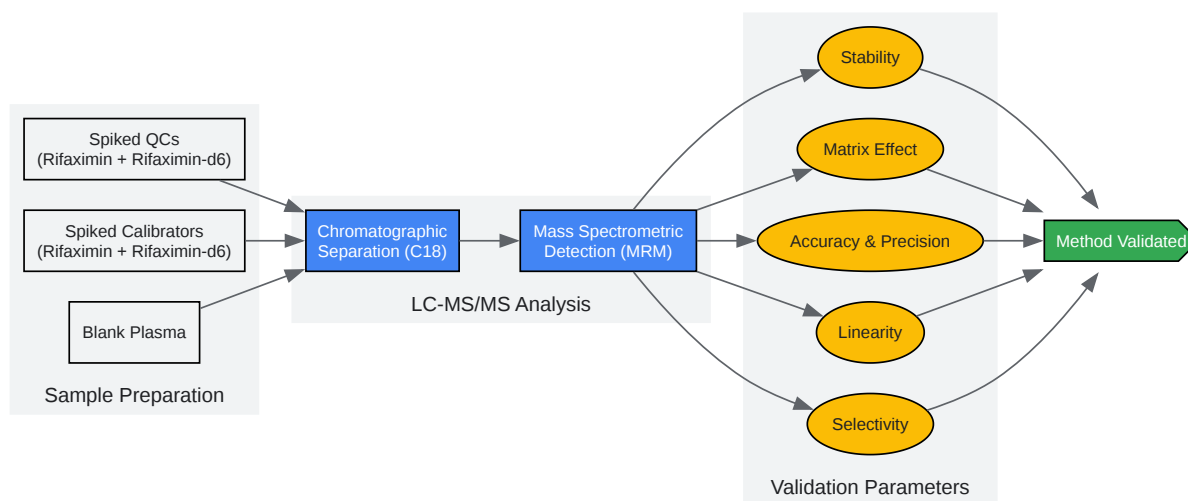 Spiked QCs
(Rifaximin + Rifaximin-d6)
Spiked Calibrators
(Rifaximin + Rifaximin-d6)
Blank Plasma
Sample Preparation
Chromatographic
Separation (C18)
Mass Spectrometric
Detection (MRM)
LC-MS/MS Analysis
Stability
Matrix Effect
Accuracy & Precision
Linearity
Selectivity
Validation Parameters
Method Validated